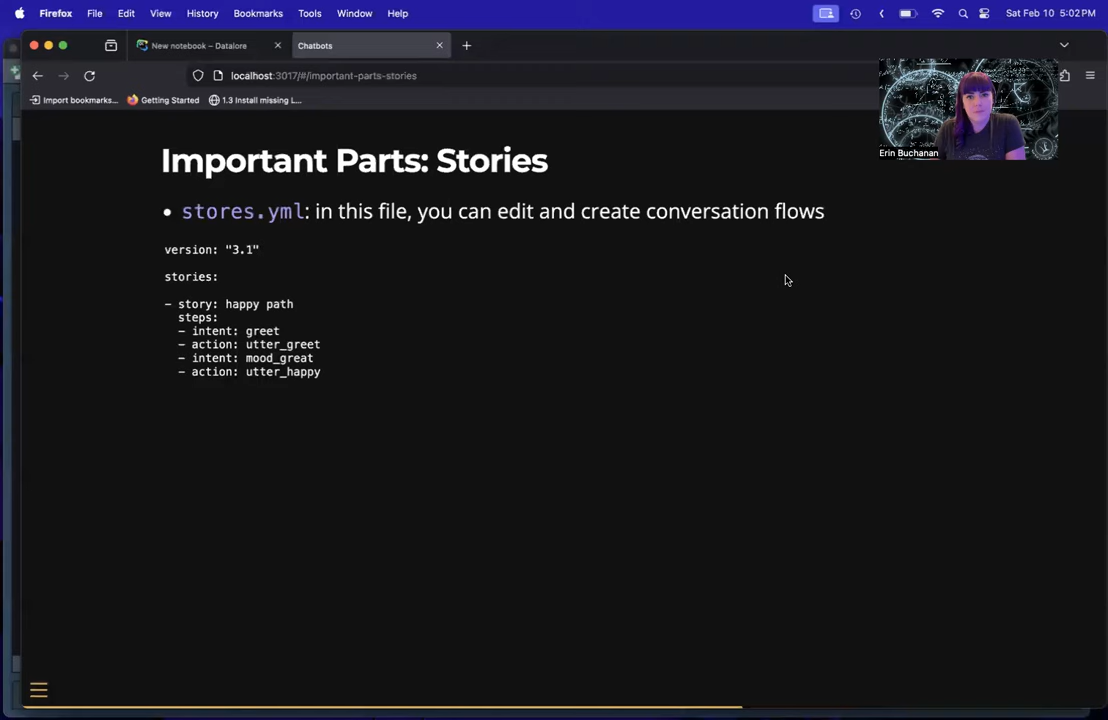 Firefox File Edit View History Bookmarks Tools Window Help Sat Feb 10 5:02 PM
New notebook – Datalore
Chatbots
localhost:3017/#/important-parts-stories
Import bookmarks... Getting Started 1.3 Install missing L...
Erin Buchanan
Important Parts: Stories
• stores.yml: in this file, you can edit and create conversation flows
version: "3.1"
stories:
- story: happy path
steps:
- intent: greet
- action: utter_greet
- intent: mood_great
- action: utter_happy